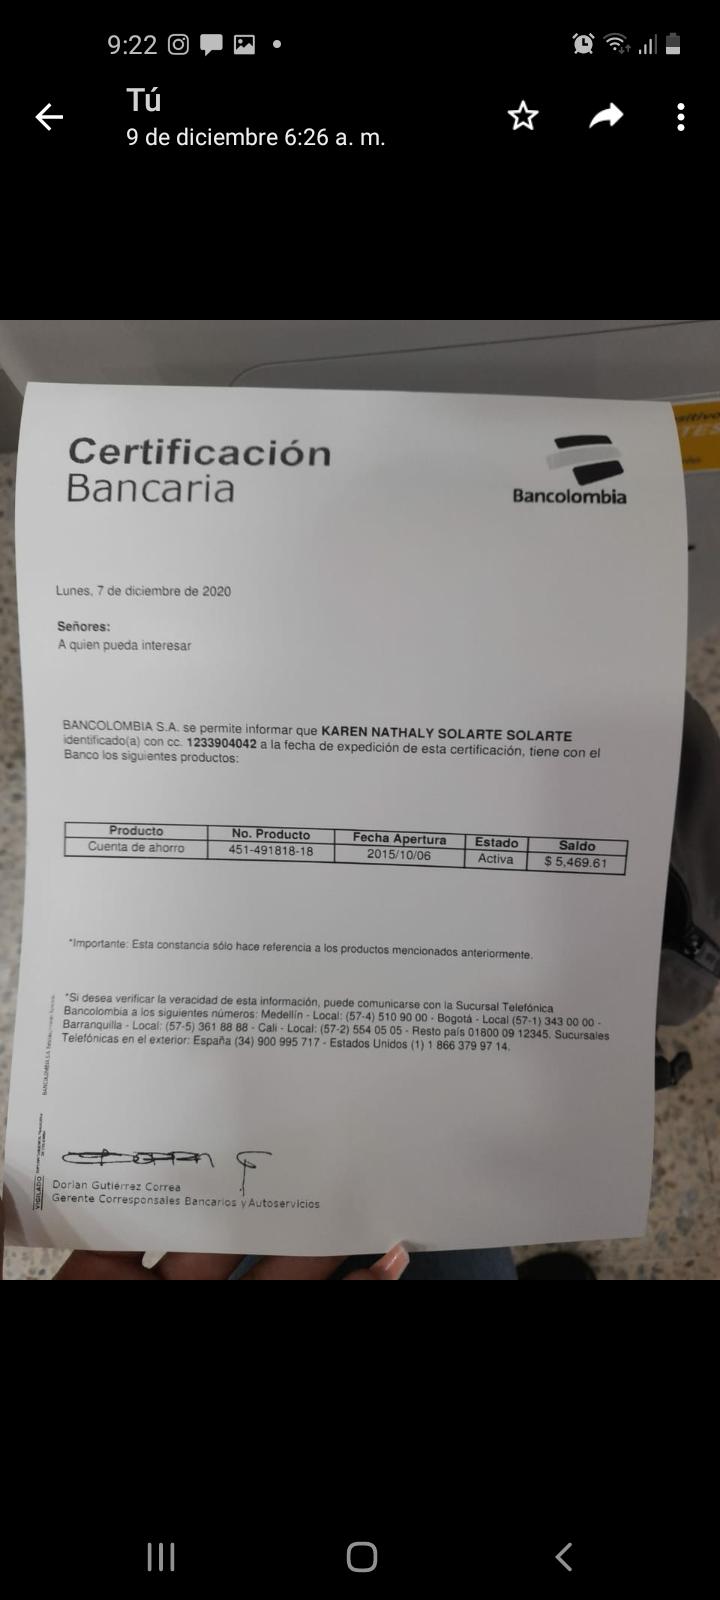 9:22
Tú
9 de diciembre 6:26 a. m.
Certificación
Bancaria
Bancolombia
Lunes, 7 de diciembre de 2020
Señores:
A quien pueda interesar
BANCOLOMBIA S.A. se permite informar que KAREN NATHALY SOLARTE SOLARTE
identificado(a) con cc. 1233904042 a la fecha de expedición de esta certificación, tiene con el
Banco los siguientes productos:
Producto No. Producto Fecha Apertura Estado Saldo
Cuenta de ahorro 451-491818-18 2015/10/06 Activa $ 5,469.61
*Importante: Esta constancia sólo hace referencia a los productos mencionados anteriormente.
*Si desea verificar la veracidad de esta información, puede comunicarse con la Sucursal Telefónica
Bancolombia a los siguientes números: Medellín - Local: (57-4) 510 90 00 - Bogotá - Local (57-1) 343 00 00 -
Barranquilla - Local: (57-5) 361 88 88 - Cali - Local: (57-2) 554 05 05 - Resto país 01800 09 12345. Sucursales
Telefónicas en el exterior: España (34) 900 995 717 - Estados Unidos (1) 1 866 379 97 14.
Dorian Gutiérrez Correa
Gerente Corresponsales Bancarios y Autoservicios
VIGILADO